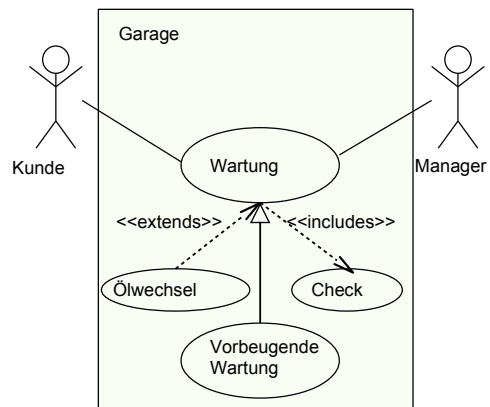 Garage
Kunde
Manager
Wartung
<<extends>>
<<includes>>
Ölwechsel
Check
Vorbeugende
Wartung